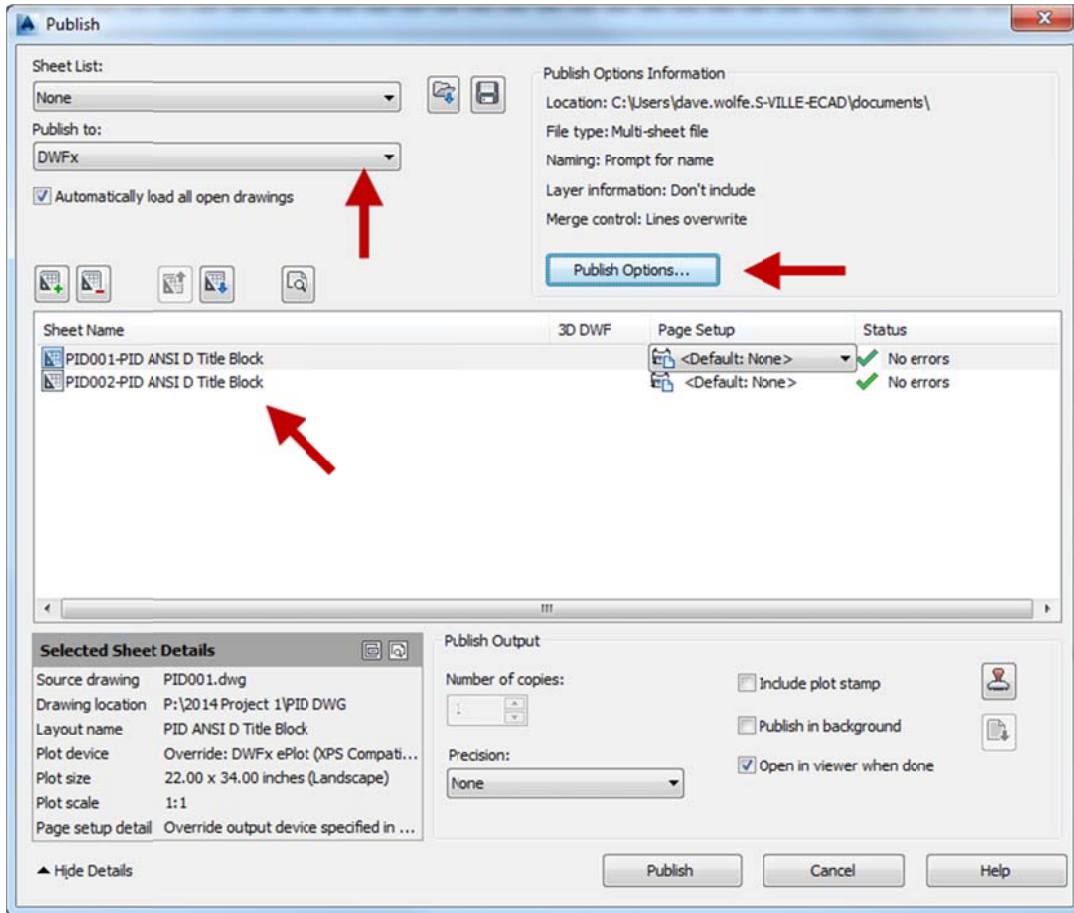 Publish
Sheet List:
None
Publish to:
DWFx
Automatically load all open drawings
Publish Options Information
Location: C:\Users\dave.wolfe.S-VILLE-ECAD\documents\
File type: Multi-sheet file
Naming: Prompt for name
Layer information: Don't include
Merge control: Lines overwrite
Publish Options...
Sheet Name 3D DWF Page Setup Status
PID001-PID ANSI D Title Block <Default: None> No errors
PID002-PID ANSI D Title Block <Default: None> No errors
Selected Sheet Details
Source drawing PID001.dwg
Drawing location P:\2014 Project 1\PID DWG
Layout name PID ANSI D Title Block
Plot device Override: DWFx ePlot (XPS Compati...
Plot size 22.00 x 34.00 inches (Landscape)
Plot scale 1:1
Page setup detail Override output device specified in ...
Publish Output
Number of copies:
1
Precision:
None
Include plot stamp
Publish in background
Open in viewer when done
Hide Details
Publish
Cancel
Help